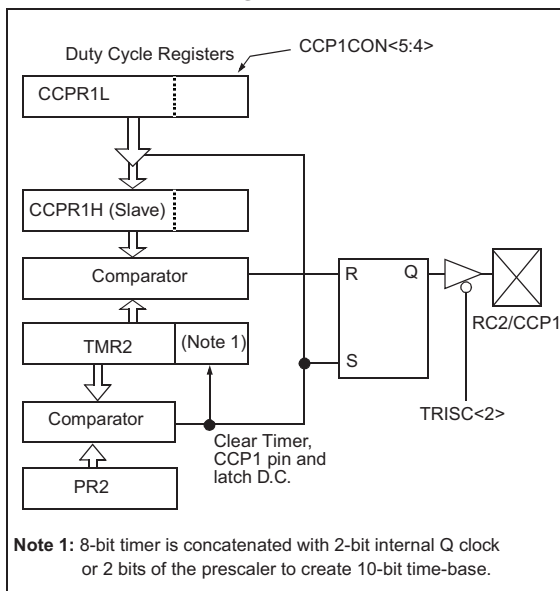 Duty Cycle Registers
CCP1CON<5:4>
CCPR1L
CCPR1H (Slave)
Comparator
R
Q
RC2/CCP1
TMR2
(Note 1)
S
TRISC<2>
Comparator
Clear Timer,
CCP1 pin and
latch D.C.
PR2
Note 1: 8-bit timer is concatenated with 2-bit internal Q clock
or 2 bits of the prescaler to create 10-bit time-base.